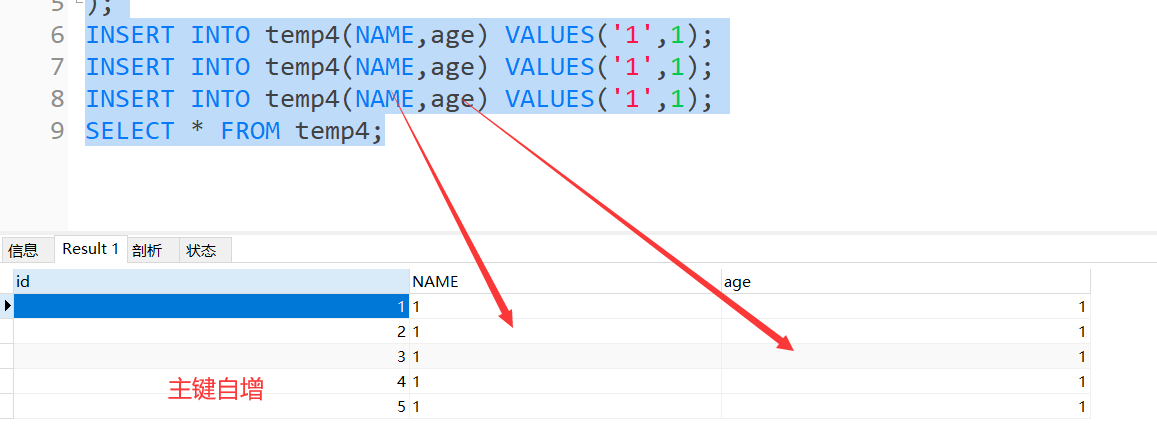 5 );
6 INSERT INTO temp4(NAME,age) VALUES('1',1);
7 INSERT INTO temp4(NAME,age) VALUES('1',1);
8 INSERT INTO temp4(NAME,age) VALUES('1',1);
9 SELECT * FROM temp4;
信息 Result 1 剖析 状态
id NAME age
1 1 1
2 1 1
3 1 1
主键自增 4 1 1
5 1 1